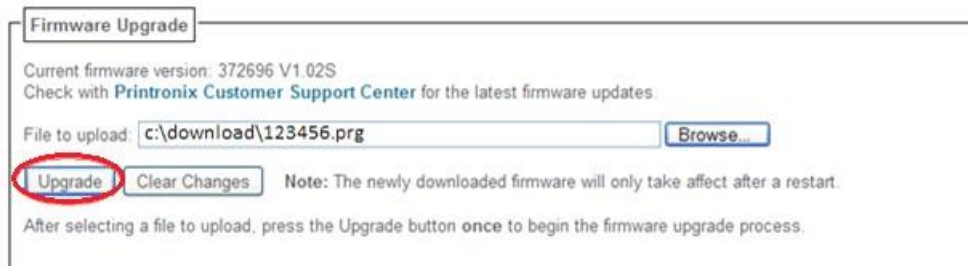 Firmware Upgrade
Current firmware version: 372696 V1.02S
Check with Printronix Customer Support Center for the latest firmware updates.
File to upload: c:\download\123456.prg Browse...
Upgrade Clear Changes Note: The newly downloaded firmware will only take affect after a restart.
After selecting a file to upload, press the Upgrade button once to begin the firmware upgrade process.